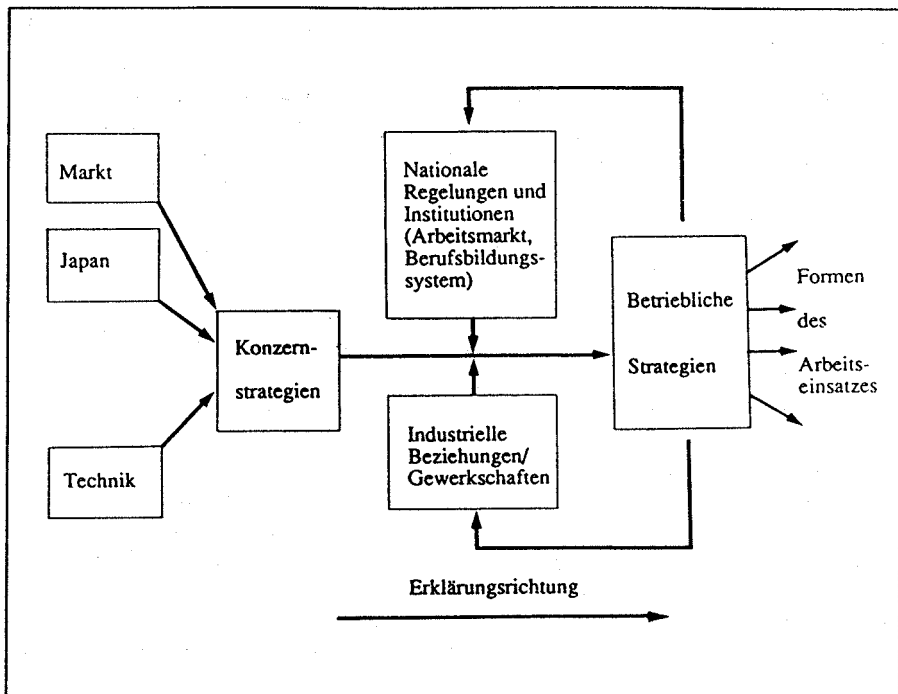 Markt
Japan
Technik
Konzern-
strategien
Nationale
Regelungen und
Institutionen
(Arbeitsmarkt,
Berufsbildungs-
system)
Industrielle
Beziehungen/
Gewerkschaften
Betriebliche
Strategien
Formen
des
Arbeits-
einsatzes
Erklärungsrichtung